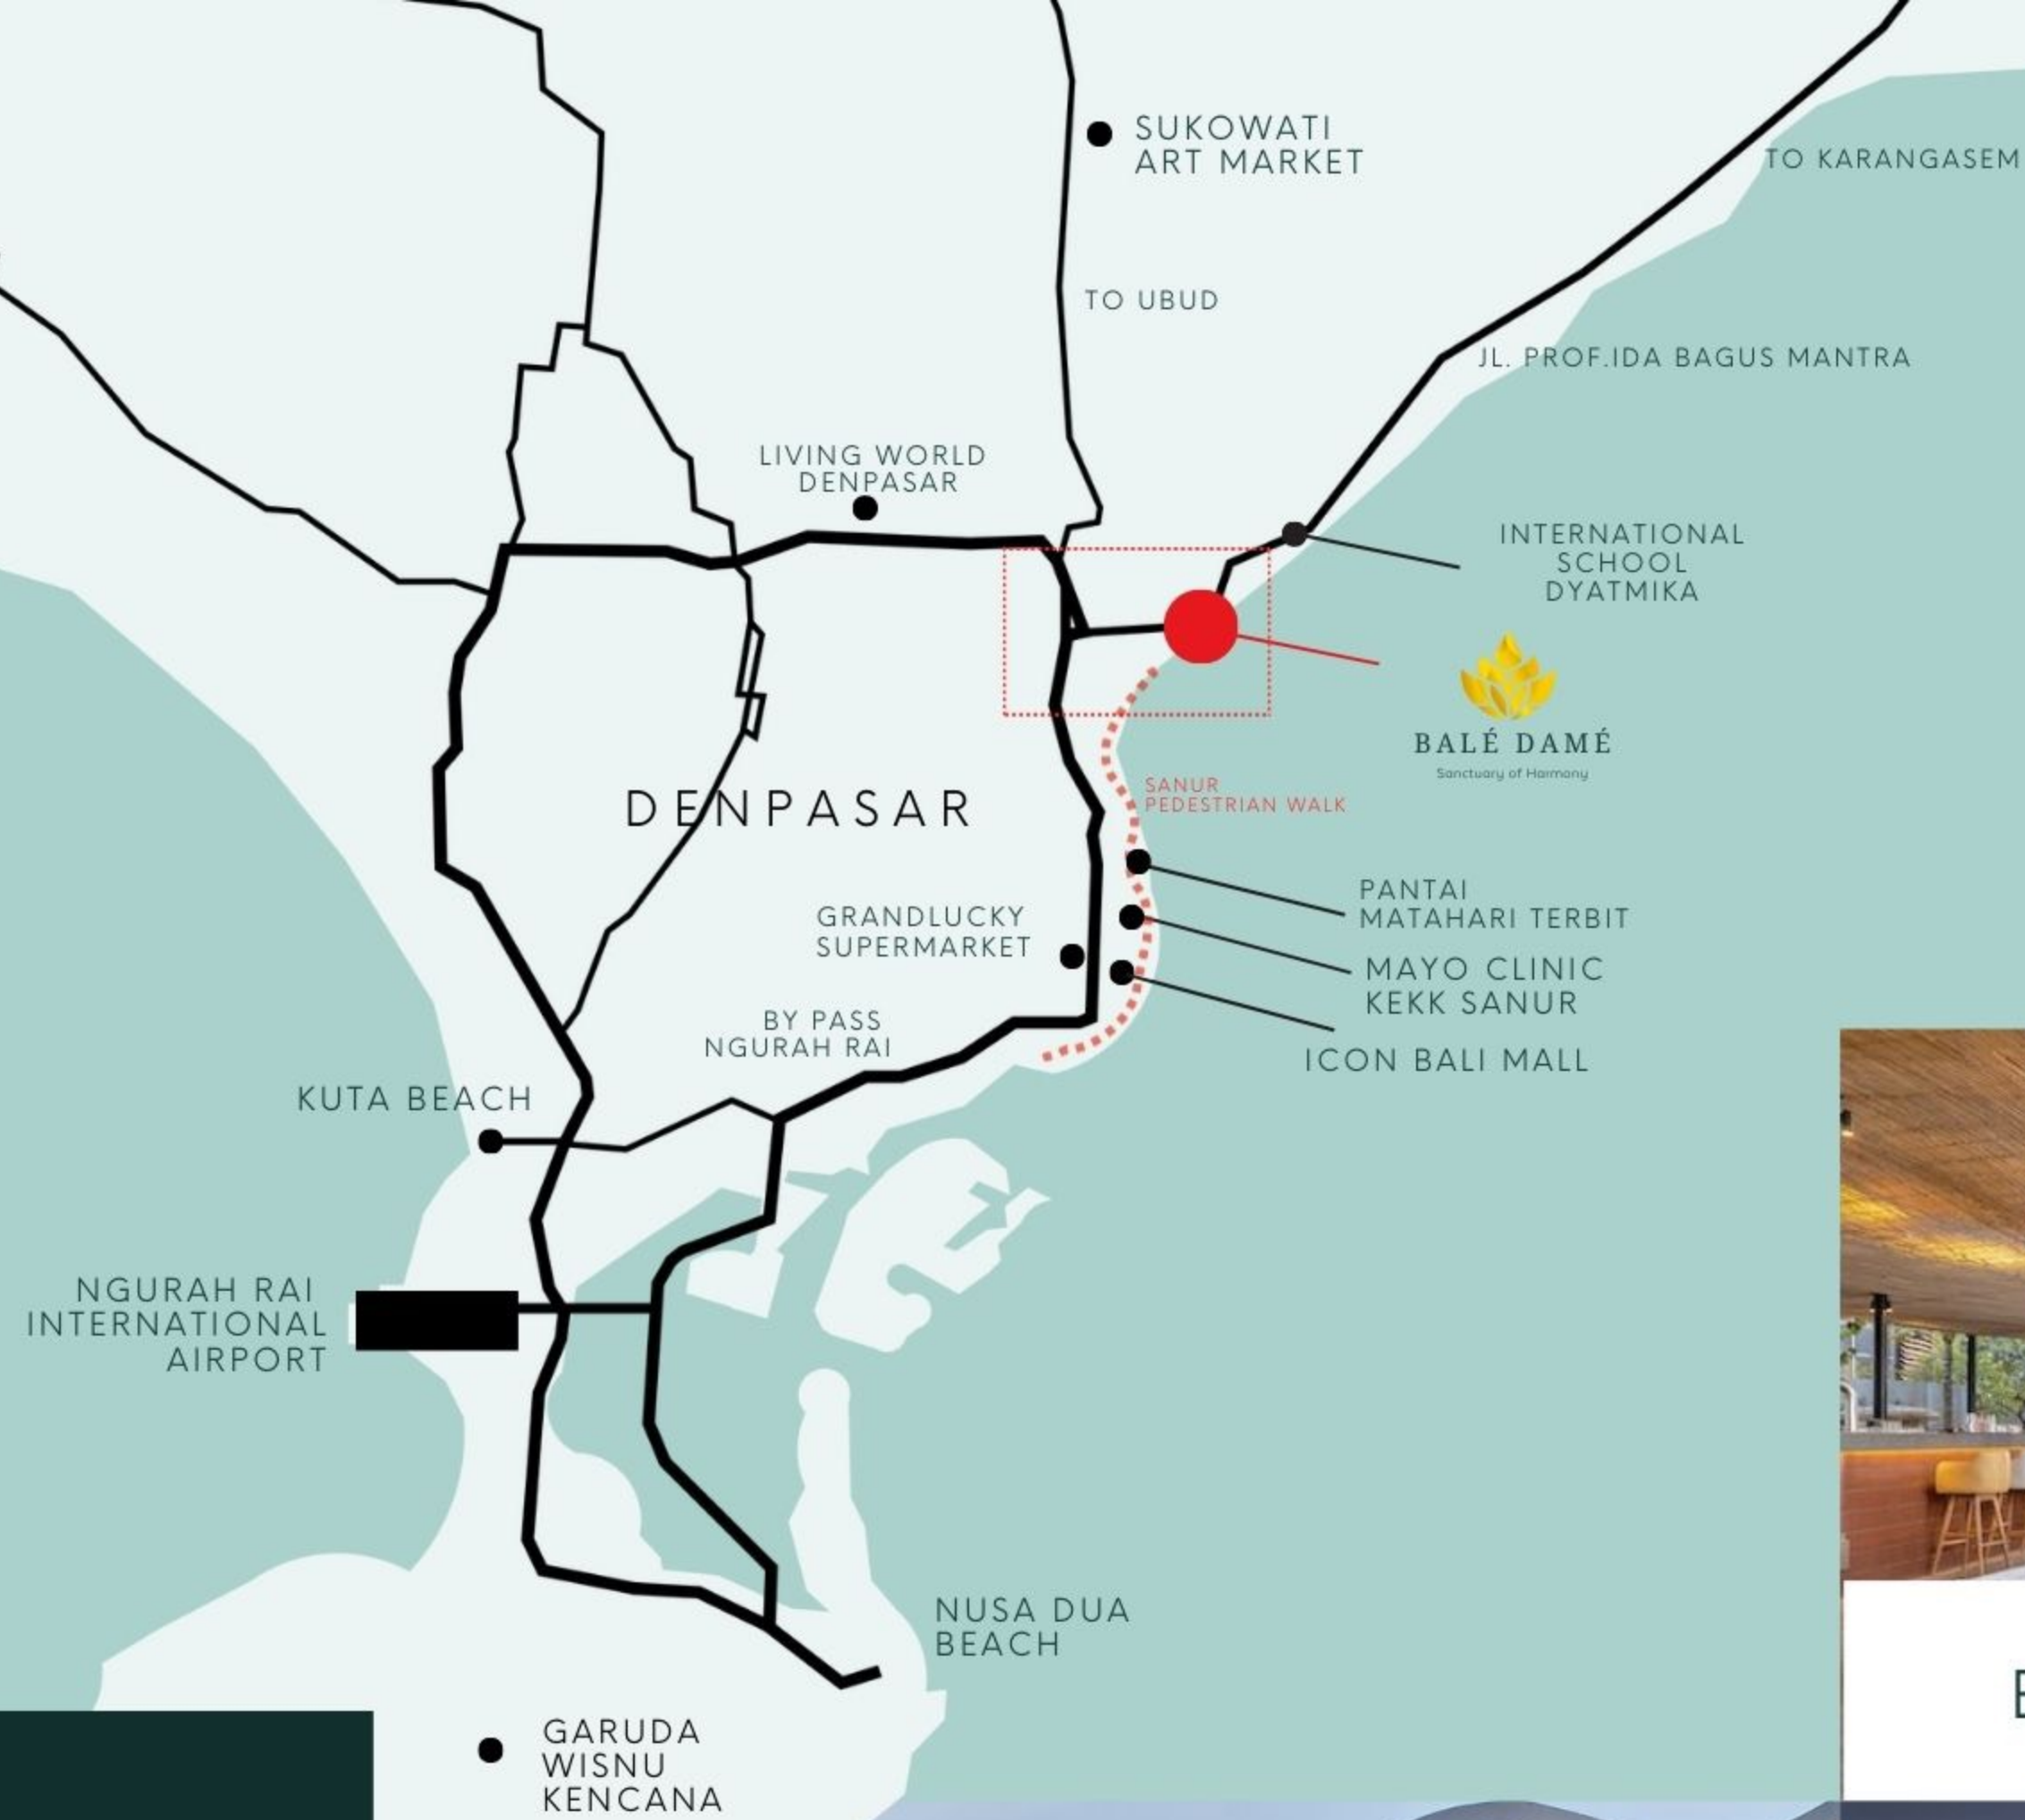 SUKOWATI
ART MARKET
TO KARANGASEM
TO UBUD
JL. PROF.IDA BAGUS MANTRA
LIVING WORLD
DENPASAR
INTERNATIONAL
SCHOOL
DYATMIKA
BALÉ DAMÉ
Sanctuary of Harmony
SANUR
PEDESTRIAN WALK
DENPASAR
PANTAI
MATAHARI TERBIT
GRANDLUCKY
SUPERMARKET
MAYO CLINIC
KEKK SANUR
BY PASS
NGURAH RAI
ICON BALI MALL
KUTA BEACH
NGURAH RAI
INTERNATIONAL
AIRPORT
NUSA DUA
BEACH
GARUDA
WISNU
KENCANA